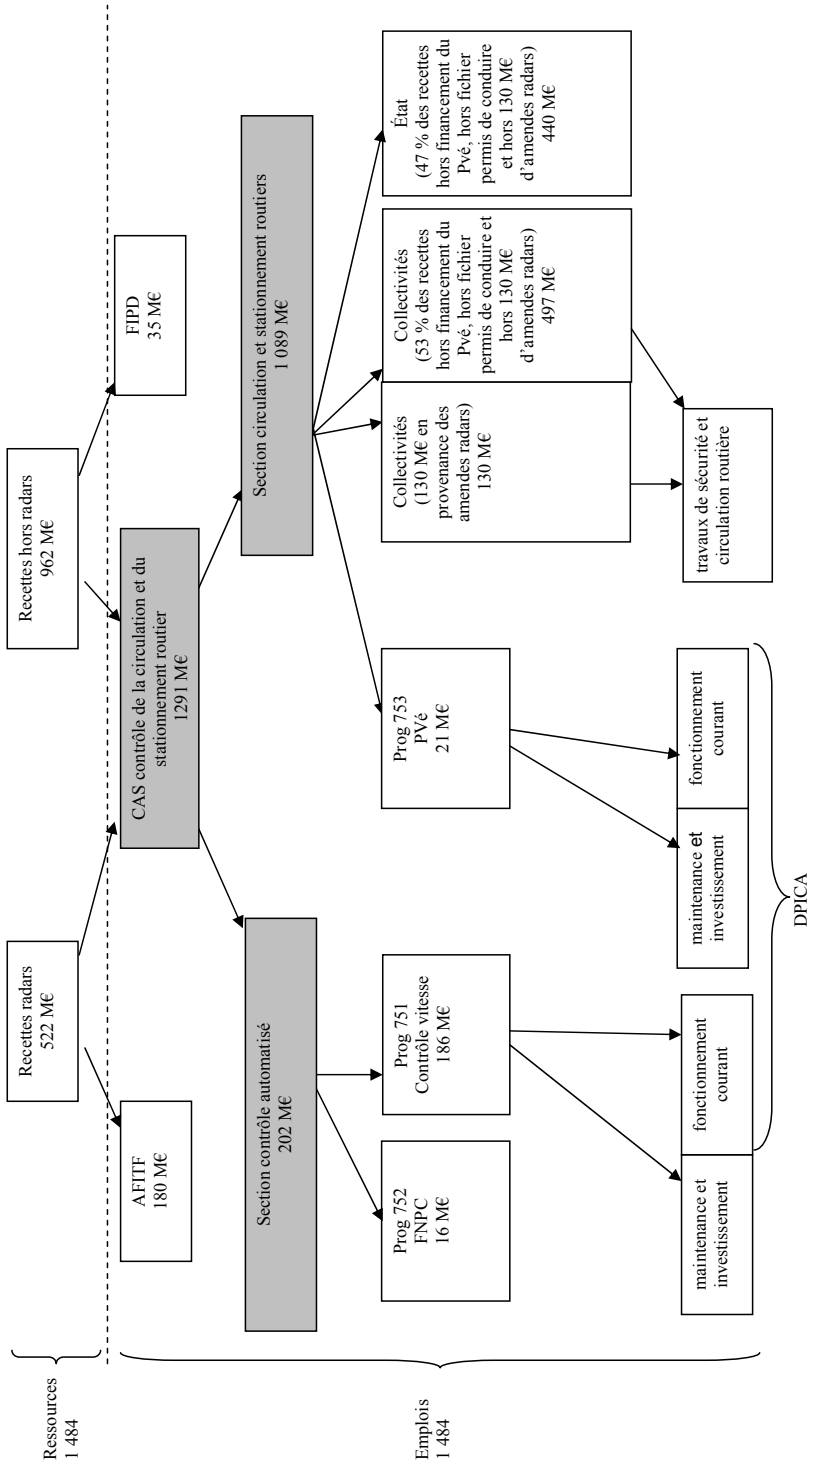 Ressources
1 484
Recettes radars
522 M€
Recettes hors radars
962 M€
Emplois
1 484
AFITF
180 M€
CAS contrôle de la circulation et du
stationnement routier
1291 M€
FIPD
35 M€
Section contrôle automatisé
202 M€
Section circulation et stationnement routiers
1 089 M€
Prog 752
FNPC
16 M€
Prog 751
Contrôle vitesse
186 M€
Prog 753
PVé
21 M€
Collectivités
(130 M€ en
provenance des
amendes radars)
130 M€
Collectivités
(53 % des recettes
hors financement du
Pvé, hors fichier
permis de conduire et
hors 130 M€
d’amendes radars)
497 M€
État
(47 % des recettes
hors financement du
Pvé, hors fichier
permis de conduire
et hors 130 M€
d’amendes radars)
440 M€
maintenance et
investissement
fonctionnement
courant
maintenance et
investissement
fonctionnement
courant
travaux de sécurité et
circulation routière
DPICA